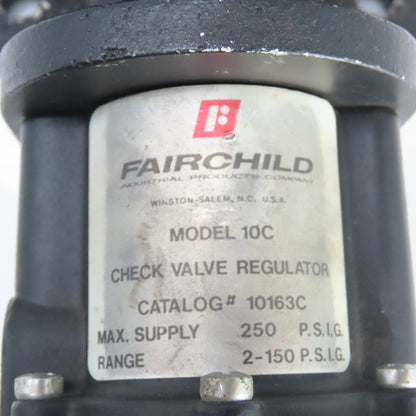 FAIRCHILD
INDUSTRIAL PRODUCTS COMPANY
WINSTON-SALEM, N.C. U.S.A.
MODEL 10C
CHECK VALVE REGULATOR
CATALOG# 10163C
MAX. SUPPLY 250 P.S.I.G.
RANGE 2-150 P.S.I.G.